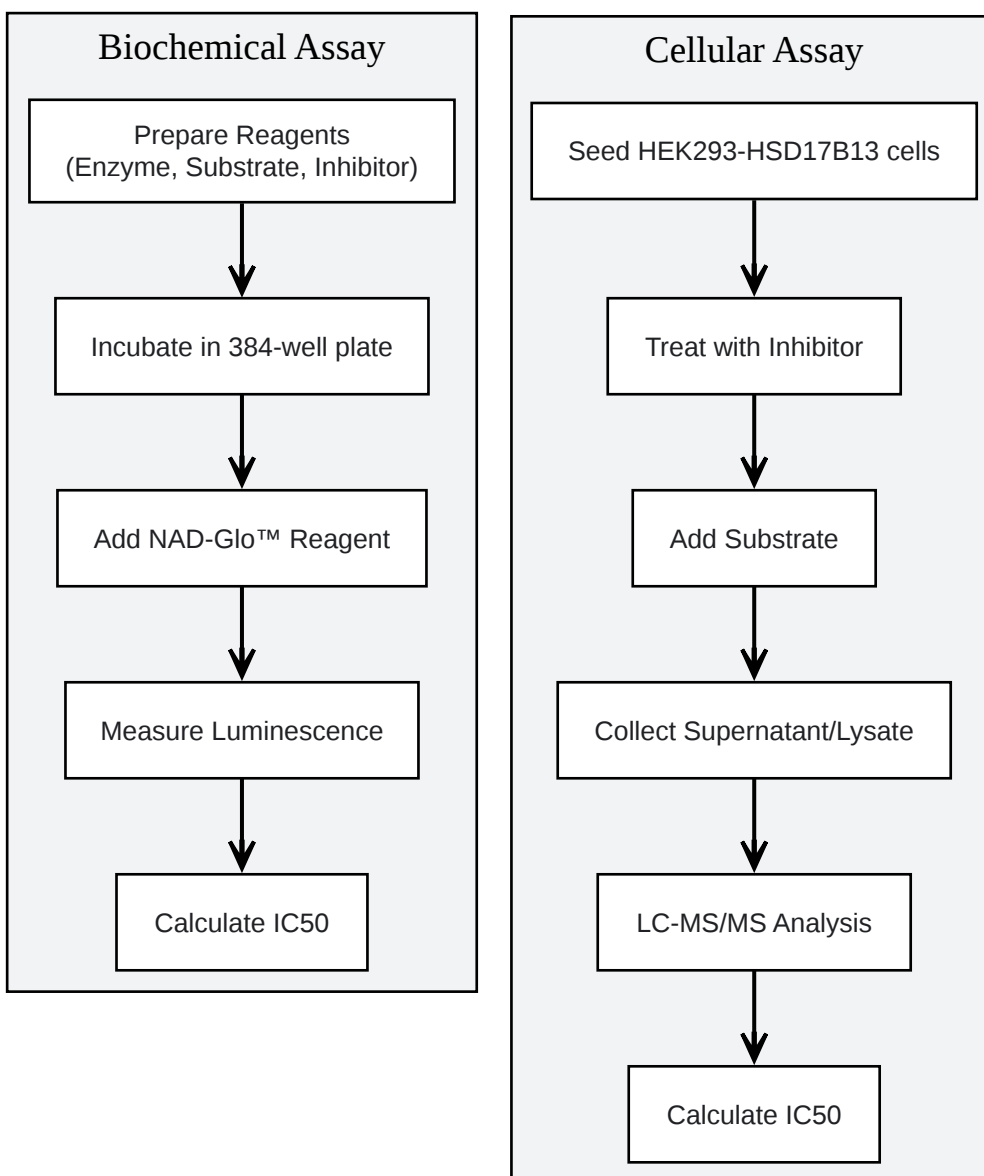 Biochemical Assay
Prepare Reagents
(Enzyme, Substrate, Inhibitor)
Incubate in 384-well plate
Add NAD-Glo™ Reagent
Measure Luminescence
Calculate IC50
Cellular Assay
Seed HEK293-HSD17B13 cells
Treat with Inhibitor
Add Substrate
Collect Supernatant/Lysate
LC-MS/MS Analysis
Calculate IC50